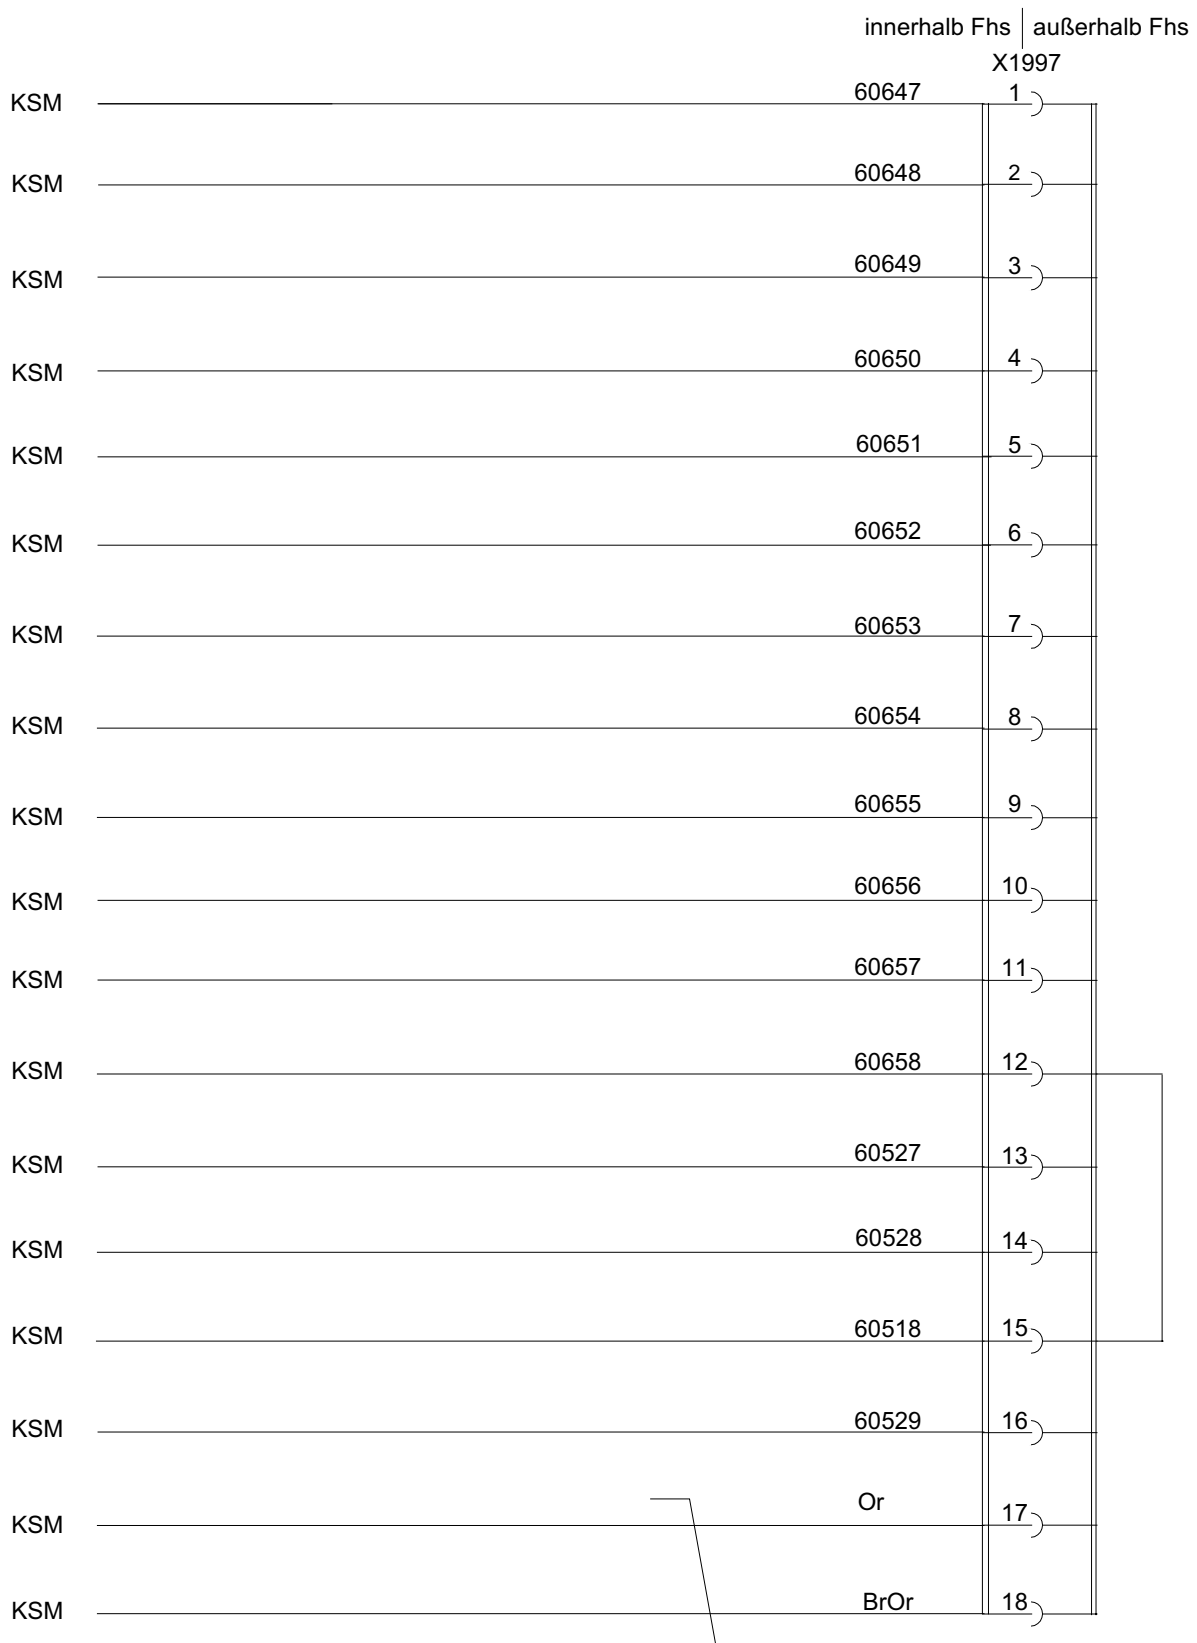 innerhalb Fhs außerhalb Fhs
X1997
KSM 60647 1
KSM 60648 2
KSM 60649 3
KSM 60650 4
KSM 60651 5
KSM 60652 6
KSM 60653 7
KSM 60654 8
KSM 60655 9
KSM 60656 10
KSM 60657 11
KSM 60658 12
KSM 60527 13
KSM 60528 14
KSM 60518 15
KSM 60529 16
KSM Or 17
KSM BrOr 18